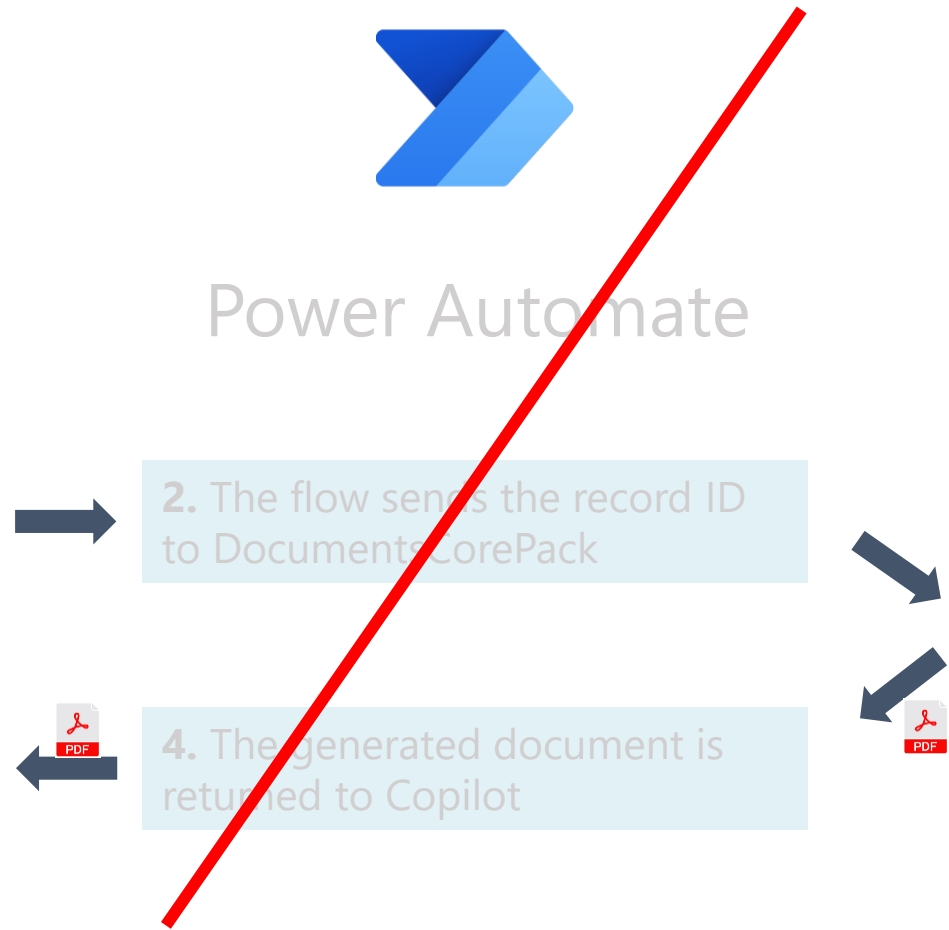 Power Automate
2. The flow sends the record ID
to DocumentsCorePack
PDF
PDF
4. The generated document is
returned to Copilot